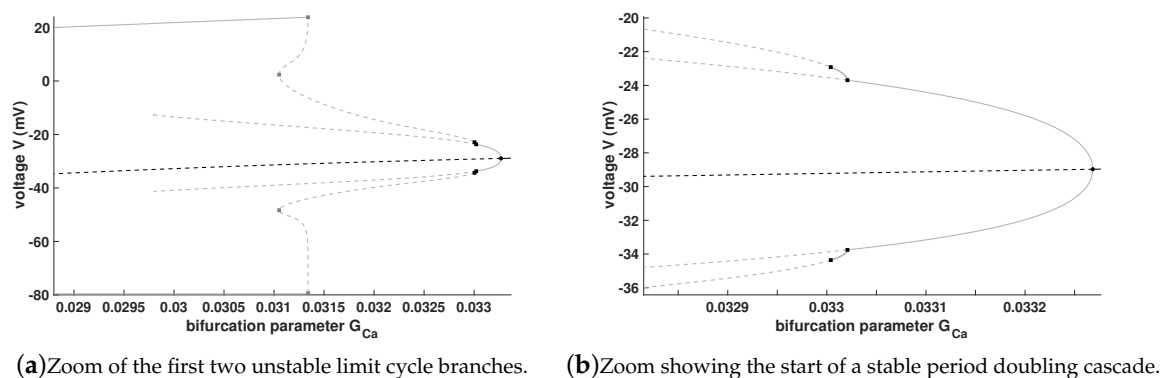 20
0
-20
-40
-60
-80
voltage V (mV)
0.029 0.0295 0.03 0.0305 0.031 0.0315 0.032 0.0325 0.033
bifurcation parameter G_Ca
(a)Zoom of the first two unstable limit cycle branches.
-20
-22
-24
-26
-28
-30
-32
-34
-36
voltage V (mV)
0.0329 0.033 0.0331 0.0332
bifurcation parameter G_Ca
(b)Zoom showing the start of a stable period doubling cascade.